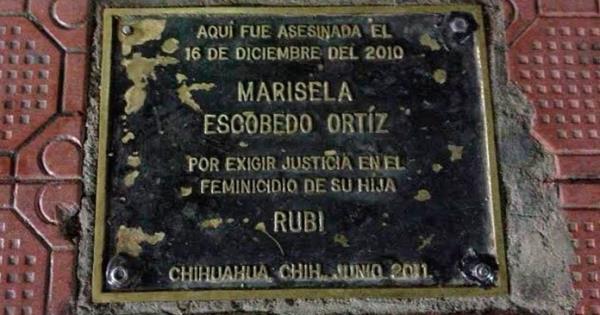 AQUÍ FUE ASESINADA EL
16 DE DICIEMBRE DEL 2010
MARISELA
ESCOBEDO ORTÍZ
POR EXIGIR JUSTICIA EN EL
FEMINICIDIO DE SU HIJA
RUBI
CHIHUAHUA, CHIH. JUNIO 2011.